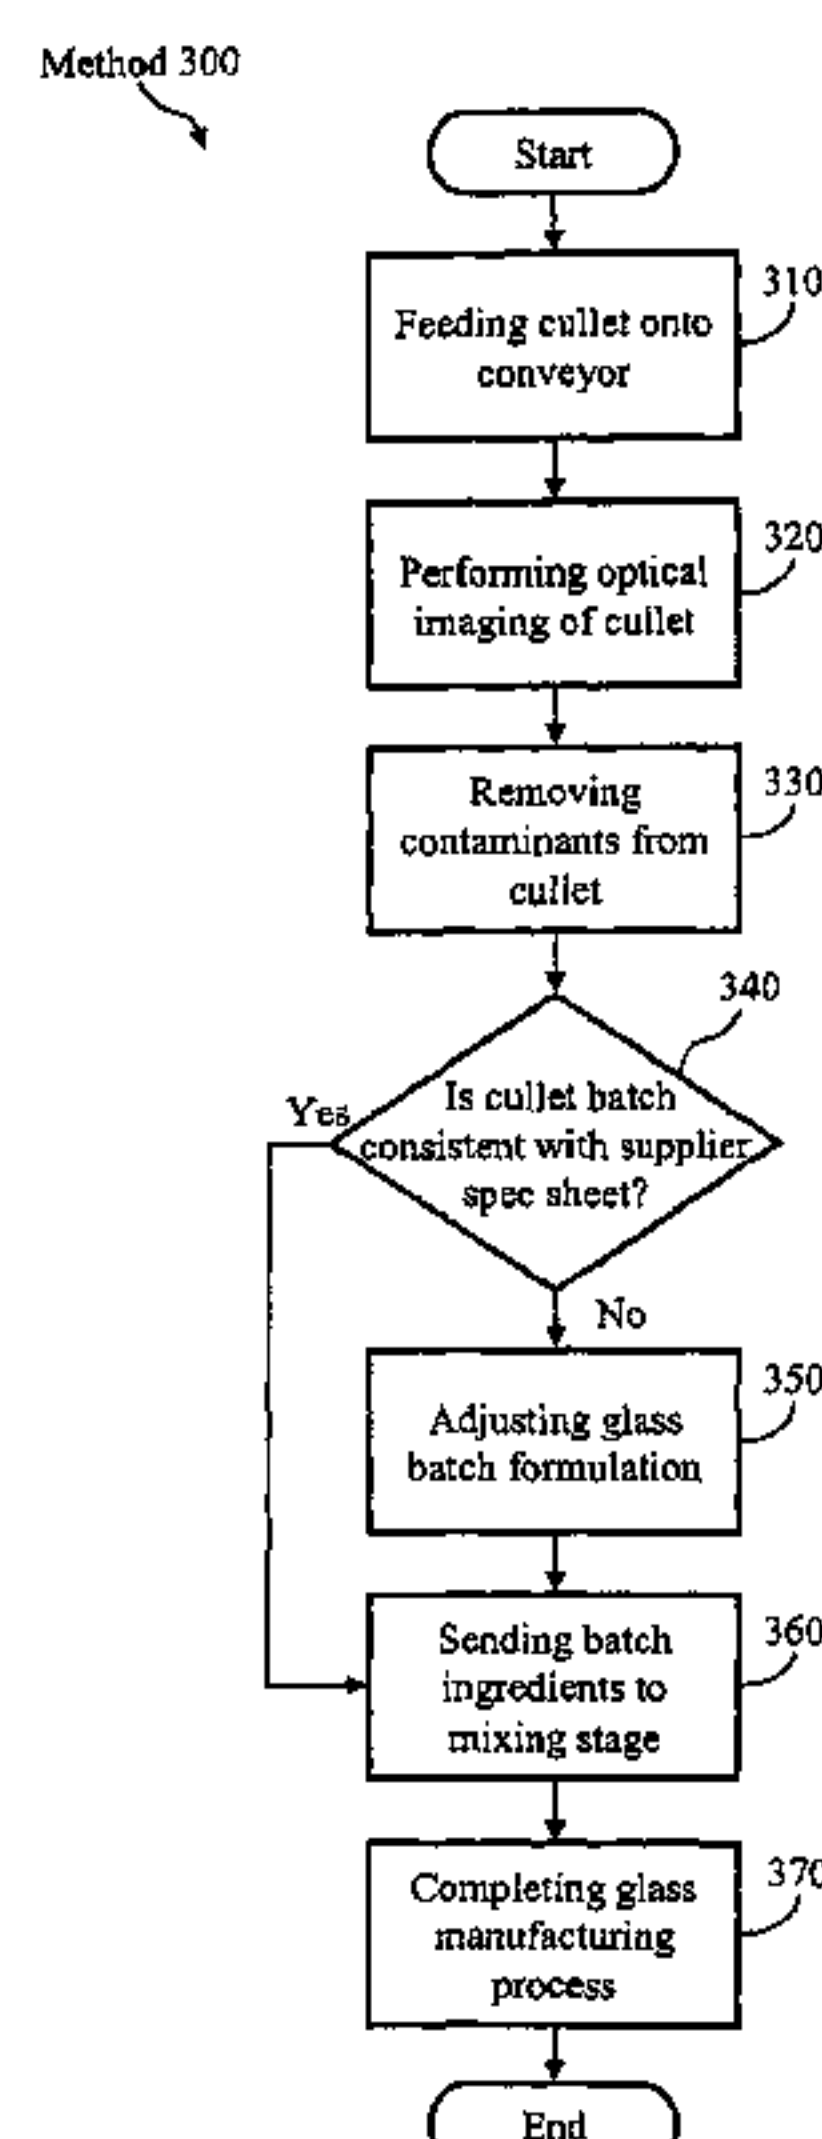 Method 300
Start
310
Feeding cullet onto
conveyor
320
Performing optical
imaging of cullet
330
Removing
contaminants from
cullet
340
Is cullet batch
consistent with supplier
spec sheet?
Yes
No
350
Adjusting glass
batch formulation
360
Sending batch
ingredients to
mixing stage
370
Completing glass
manufacturing
process
End